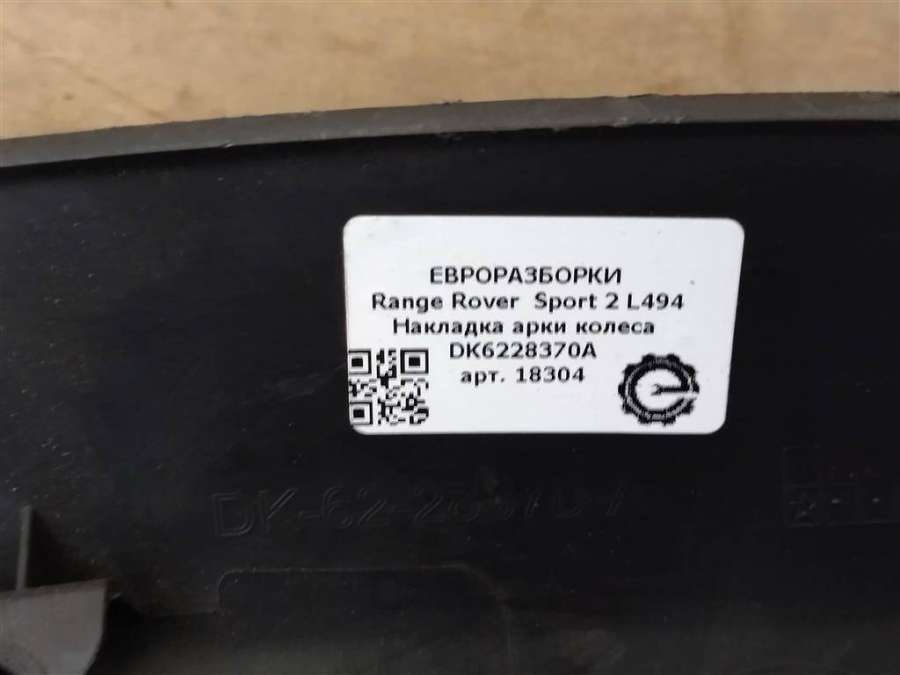 ЕВРОРАЗБОРКИ
Range Rover Sport 2 L494
Накладка арки колеса
DK6228370A
арт. 18304